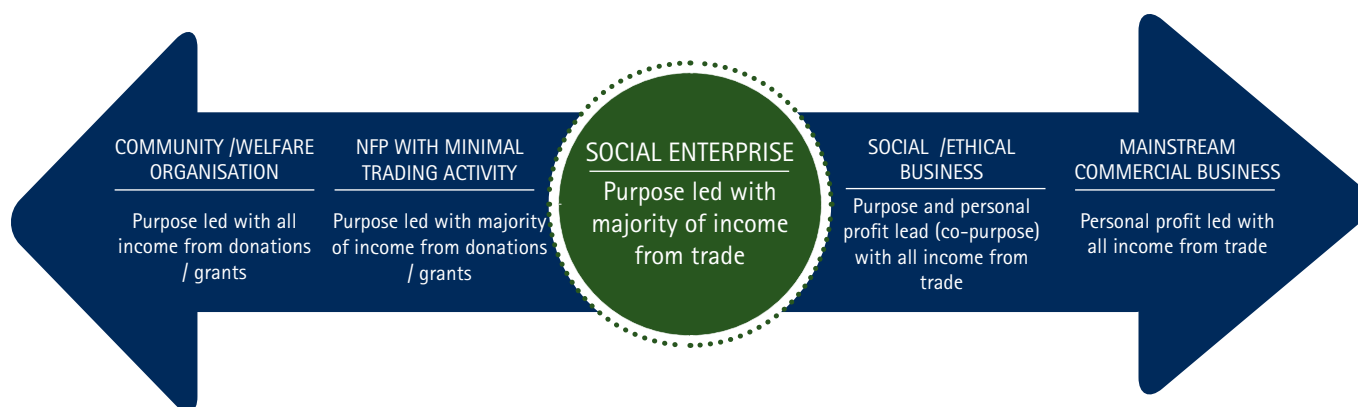 COMMUNITY /WELFARE
ORGANISATION
Purpose led with all
income from donations
/ grants
NFP WITH MINIMAL
TRADING ACTIVITY
Purpose led with majority
of income from donations
/ grants
SOCIAL ENTERPRISE
Purpose led with
majority of income
from trade
SOCIAL /ETHICAL
BUSINESS
Purpose and personal
profit lead (co-purpose)
with all income from
trade
MAINSTREAM
COMMERCIAL BUSINESS
Personal profit led with
all income from trade